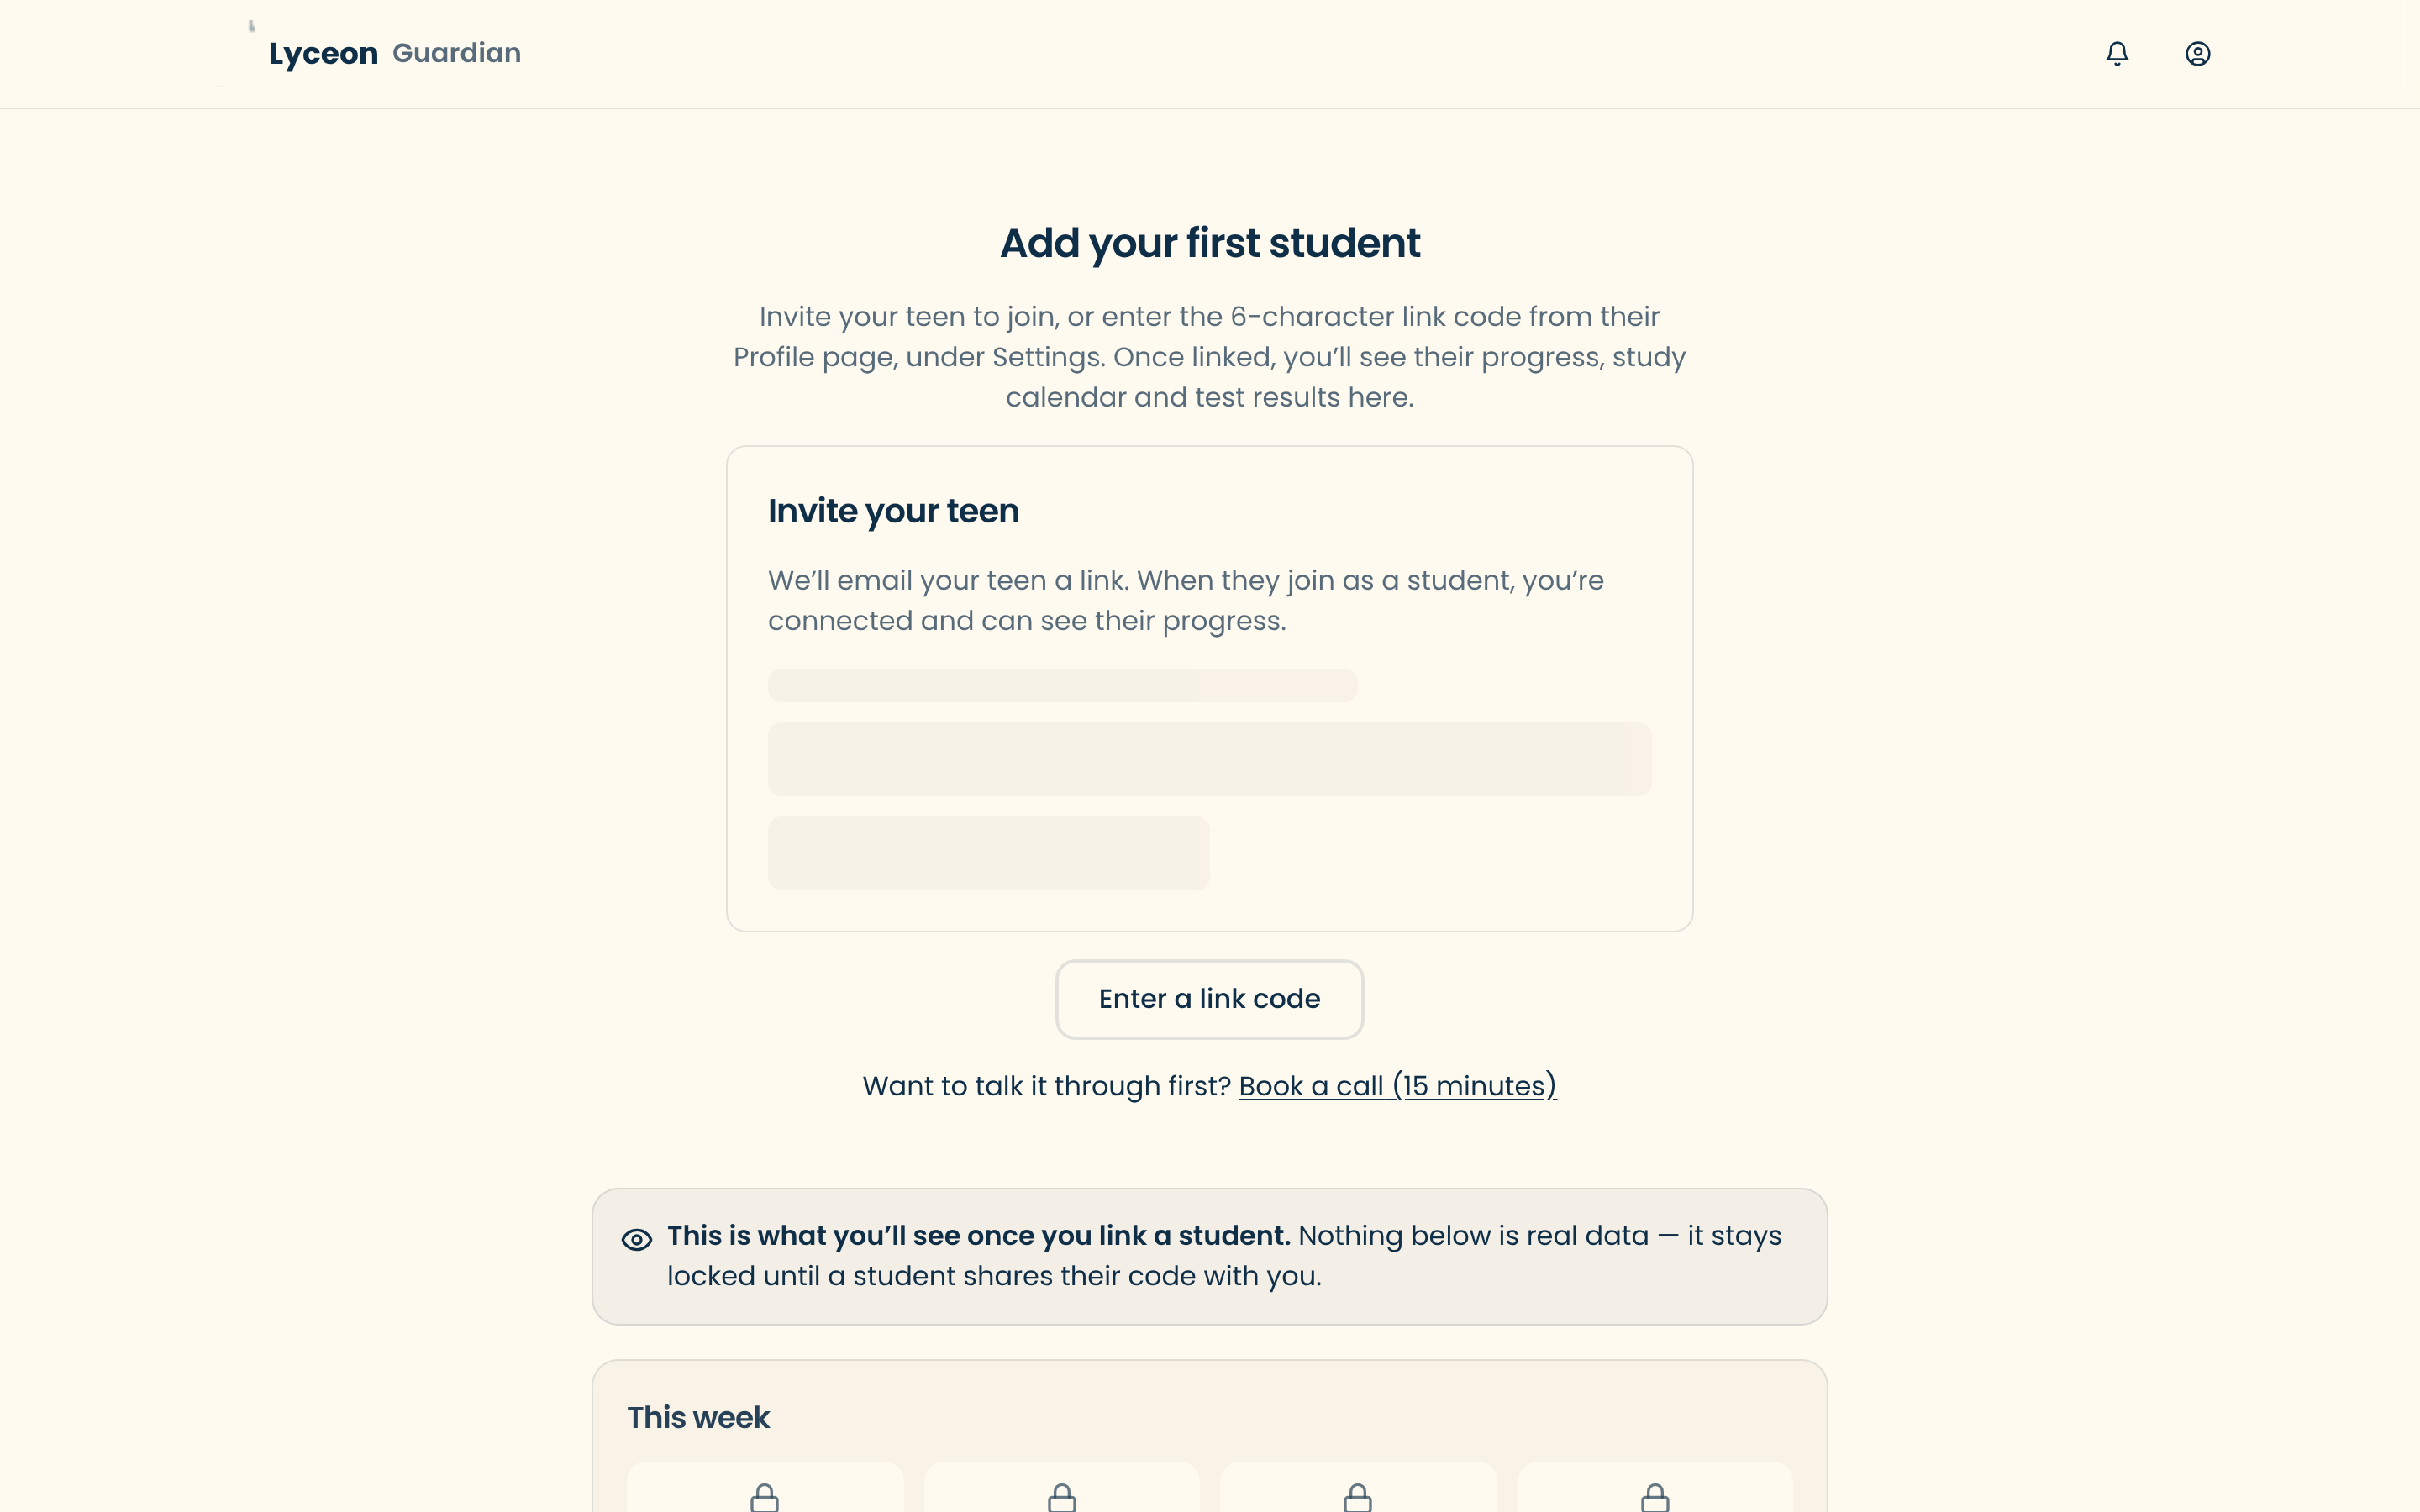 Lyceon Guardian
Add your first student
Invite your teen to join, or enter the 6-character link code from their
Profile page, under Settings. Once linked, you’ll see their progress, study
calendar and test results here.
Invite your teen
We’ll email your teen a link. When they join as a student, you’re
connected and can see their progress.
Enter a link code
Want to talk it through first? Book a call (15 minutes)
This is what you’ll see once you link a student. Nothing below is real data — it stays
locked until a student shares their code with you.
This week